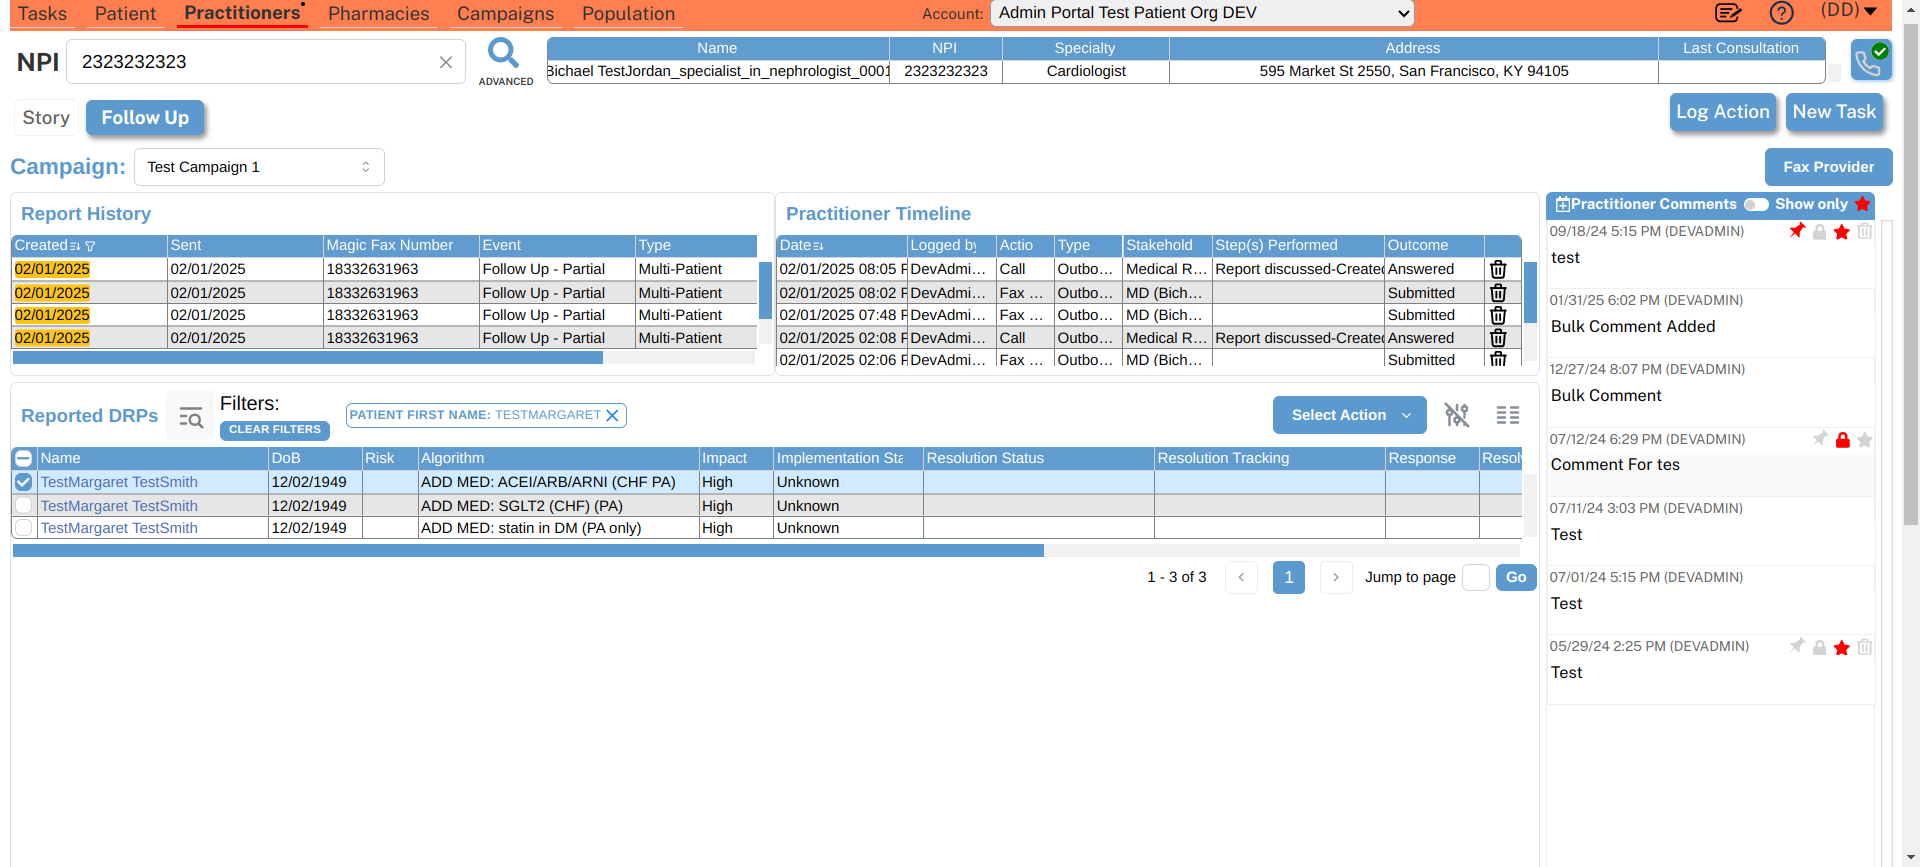 Tasks Patient Practitioners Pharmacies Campaigns Population Account: Admin Portal Test Patient Org DEV (DD)
NPI 2323232323 ADVANCED
Name NPI Specialty Address Last Consultation
Bichael TestJordan_specialist_in_nephrologist_0001 2323232323 Cardiologist 595 Market St 2550, San Francisco, KY 94105
Story Follow Up Log Action New Task
Campaign: Test Campaign 1 Fax Provider
Report History
Created Sent Magic Fax Number Event Type
02/01/2025 02/01/2025 18332631963 Follow Up - Partial Multi-Patient
02/01/2025 02/01/2025 18332631963 Follow Up - Partial Multi-Patient
02/01/2025 02/01/2025 18332631963 Follow Up - Partial Multi-Patient
02/01/2025 02/01/2025 18332631963 Follow Up - Partial Multi-Patient
Practitioner Timeline
Date Logged by Actio Type Stakehold Step(s) Performed Outcome
02/01/2025 08:05 P DevAdmi... Call Outbo... Medical R... Report discussed-Created Answered
02/01/2025 08:02 P DevAdmi... Fax ... Outbo... MD (Bich... Submitted
02/01/2025 07:48 P DevAdmi... Fax ... Outbo... MD (Bich... Submitted
02/01/2025 02:08 P DevAdmi... Call Outbo... Medical R... Report discussed-Created Answered
02/01/2025 02:06 P DevAdmi... Fax ... Outbo... MD (Bich... Submitted
Reported DRPs Filters: CLEAR FILTERS PATIENT FIRST NAME: TESTMARGARET Select Action
Name DoB Risk Algorithm Impact Implementation Sta Resolution Status Resolution Tracking Response Resolv
TestMargaret TestSmith 12/02/1949 ADD MED: ACEI/ARB/ARNI (CHF PA) High Unknown
TestMargaret TestSmith 12/02/1949 ADD MED: SGLT2 (CHF) (PA) High Unknown
TestMargaret TestSmith 12/02/1949 ADD MED: statin in DM (PA only) High Unknown
1 - 3 of 3 1 Jump to page Go
Practitioner Comments Show only
09/18/24 5:15 PM (DEVADMIN)
test
01/31/25 6:02 PM (DEVADMIN)
Bulk Comment Added
12/27/24 8:07 PM (DEVADMIN)
Bulk Comment
07/12/24 6:29 PM (DEVADMIN)
Comment For tes
07/11/24 3:03 PM (DEVADMIN)
Test
07/01/24 5:15 PM (DEVADMIN)
Test
05/29/24 2:25 PM (DEVADMIN)
Test